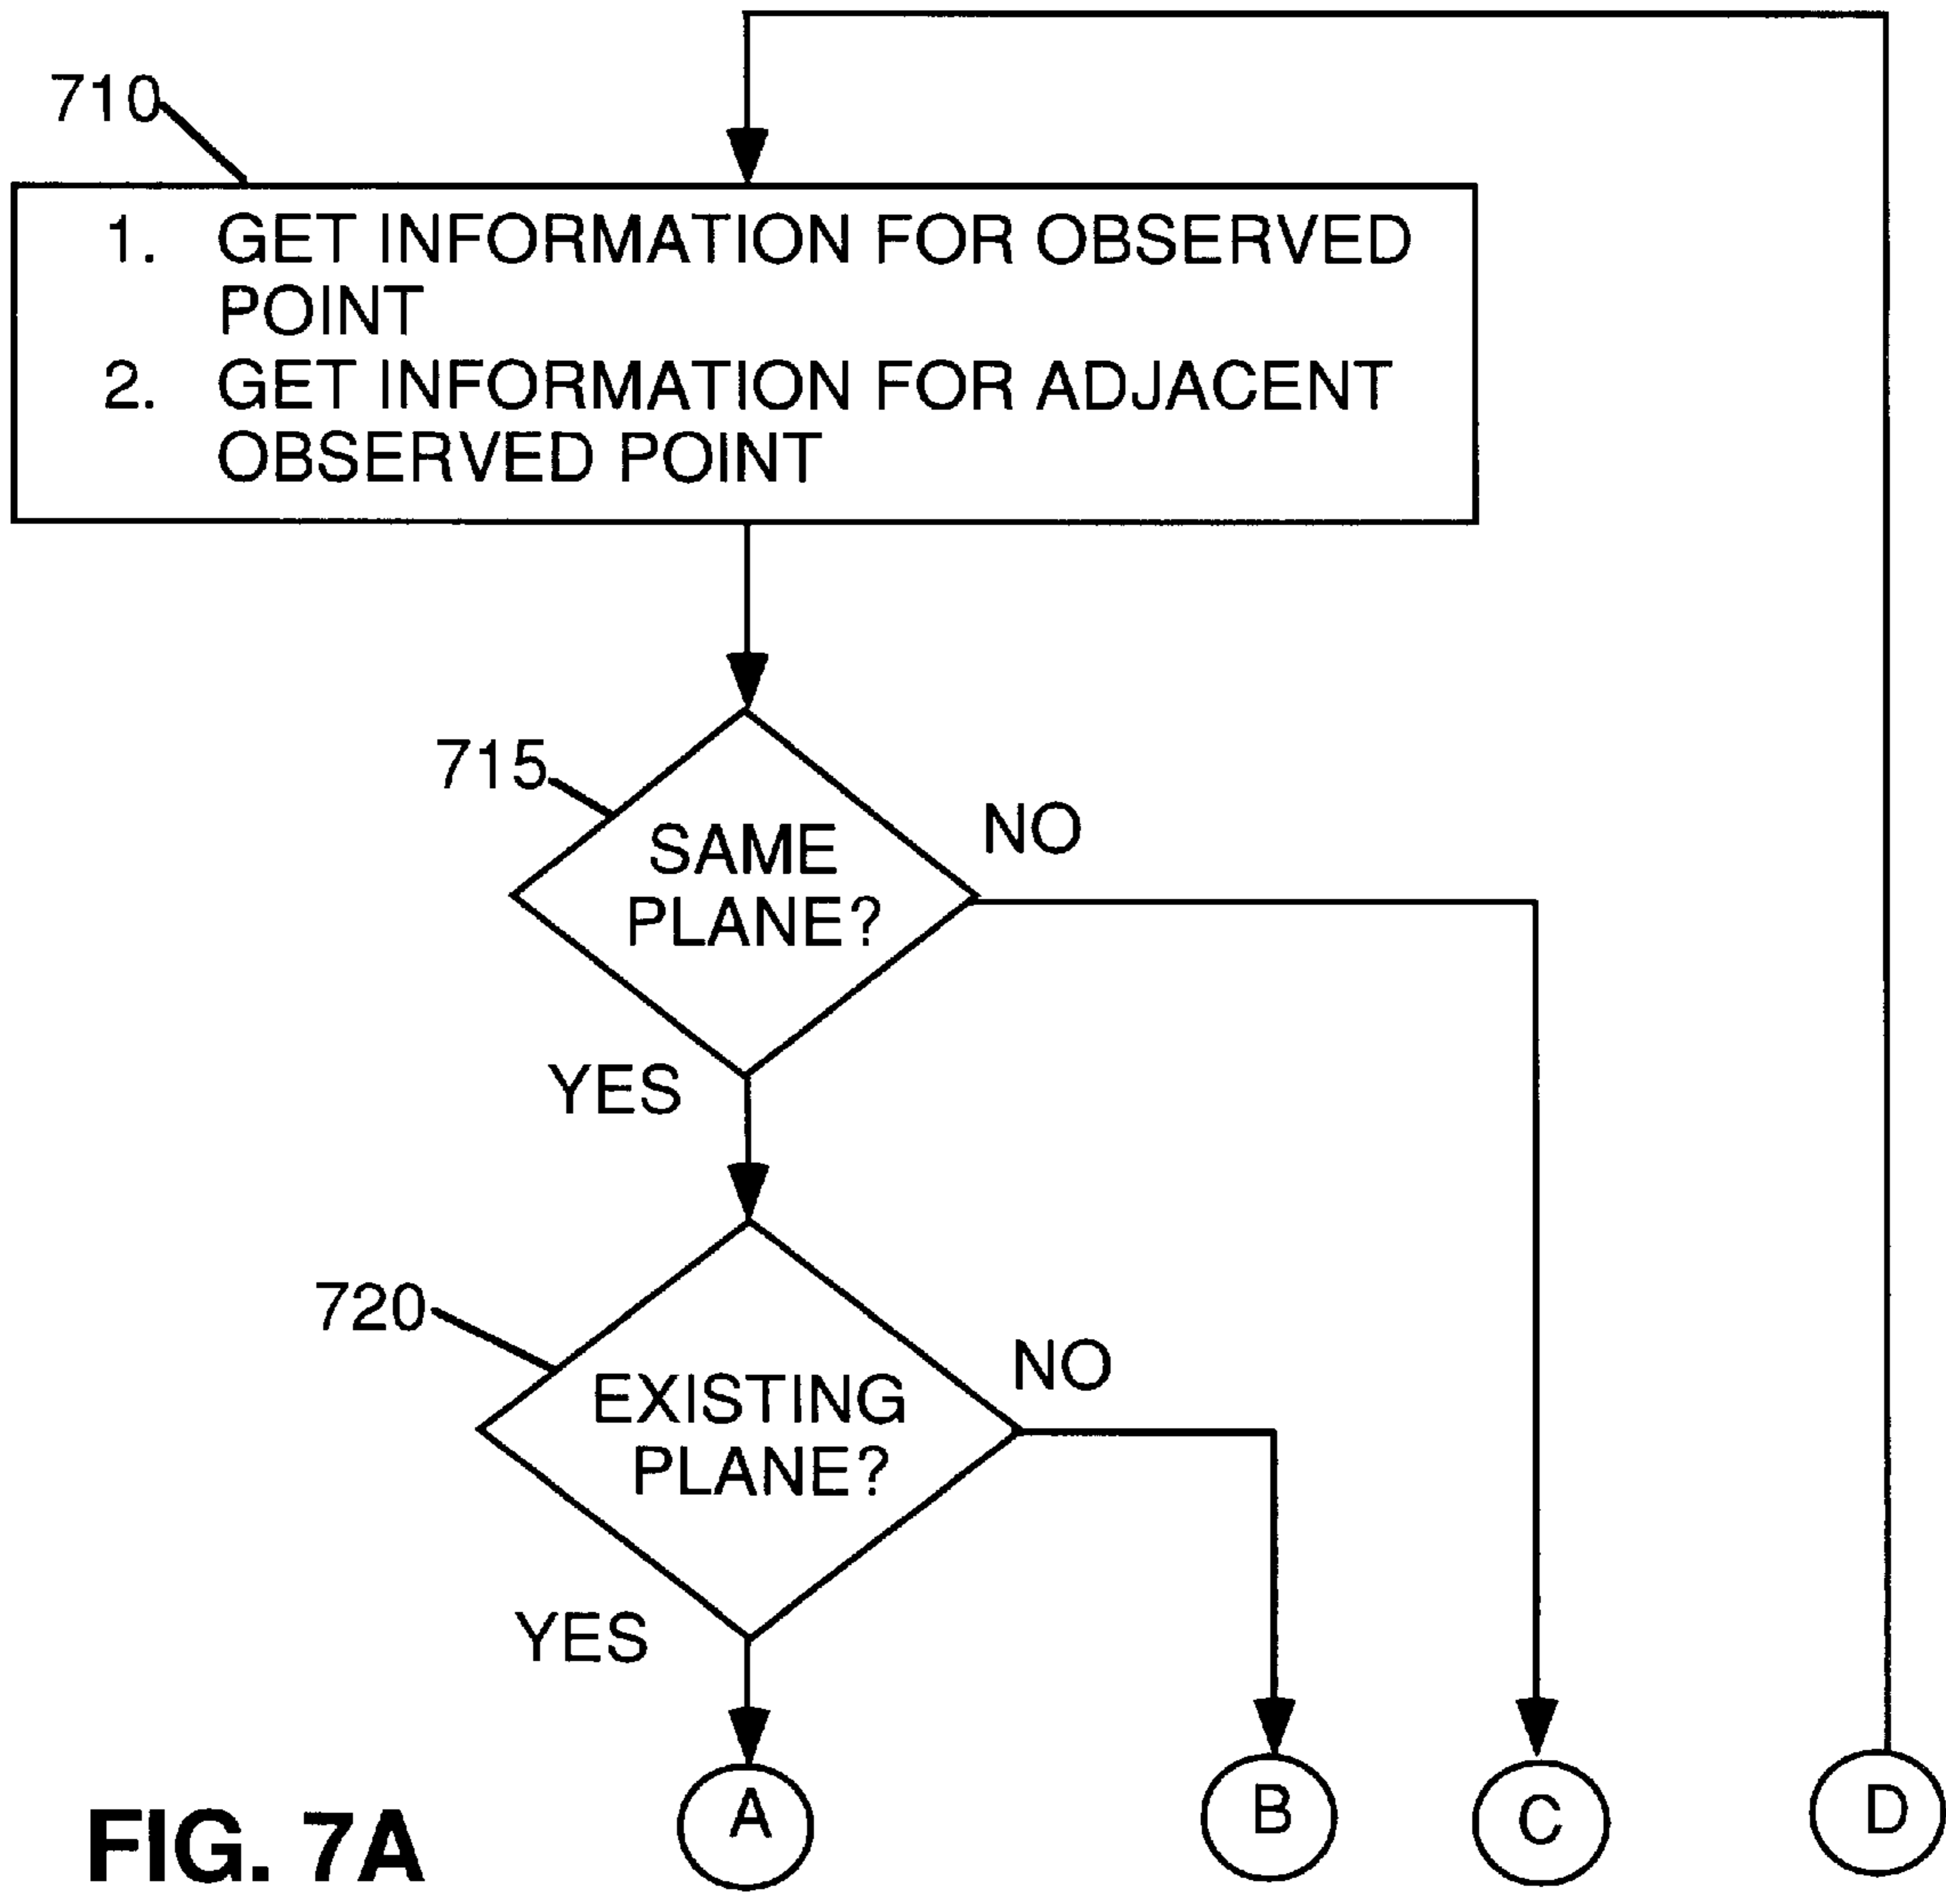 710
1. GET INFORMATION FOR OBSERVED
POINT
2. GET INFORMATION FOR ADJACENT
OBSERVED POINT
715
SAME
PLANE?
NO
YES
720
EXISTING
PLANE?
NO
YES
A
B
C
D
FIG. 7A